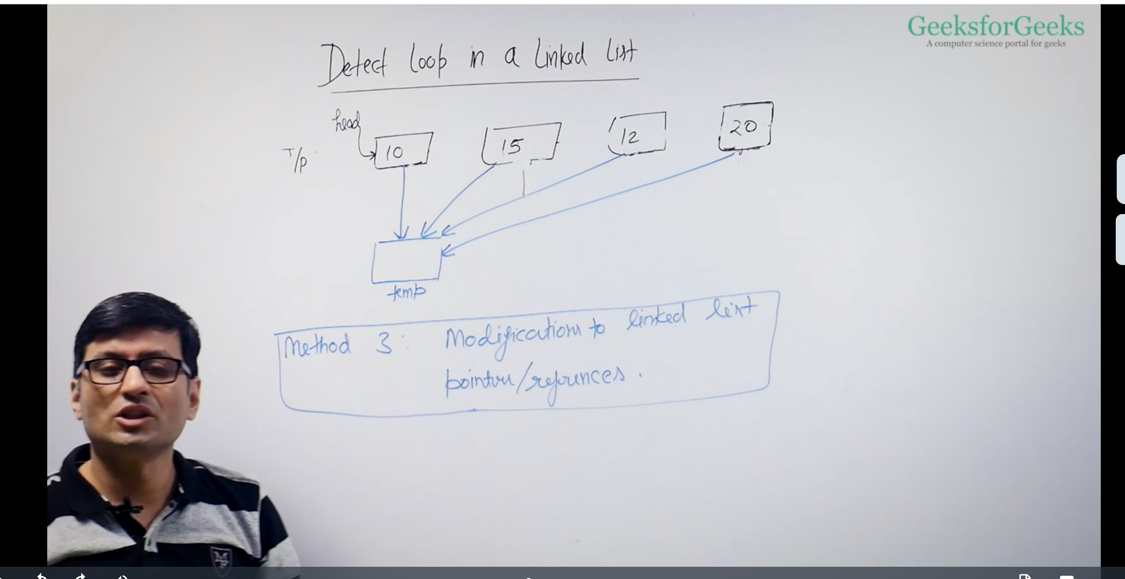 GeeksforGeeks
A computer science portal for geeks
Detect loop in a linked list
head
I/p
10
15
12
20
temp
Method 3: Modifications to linked list
pointers/references.